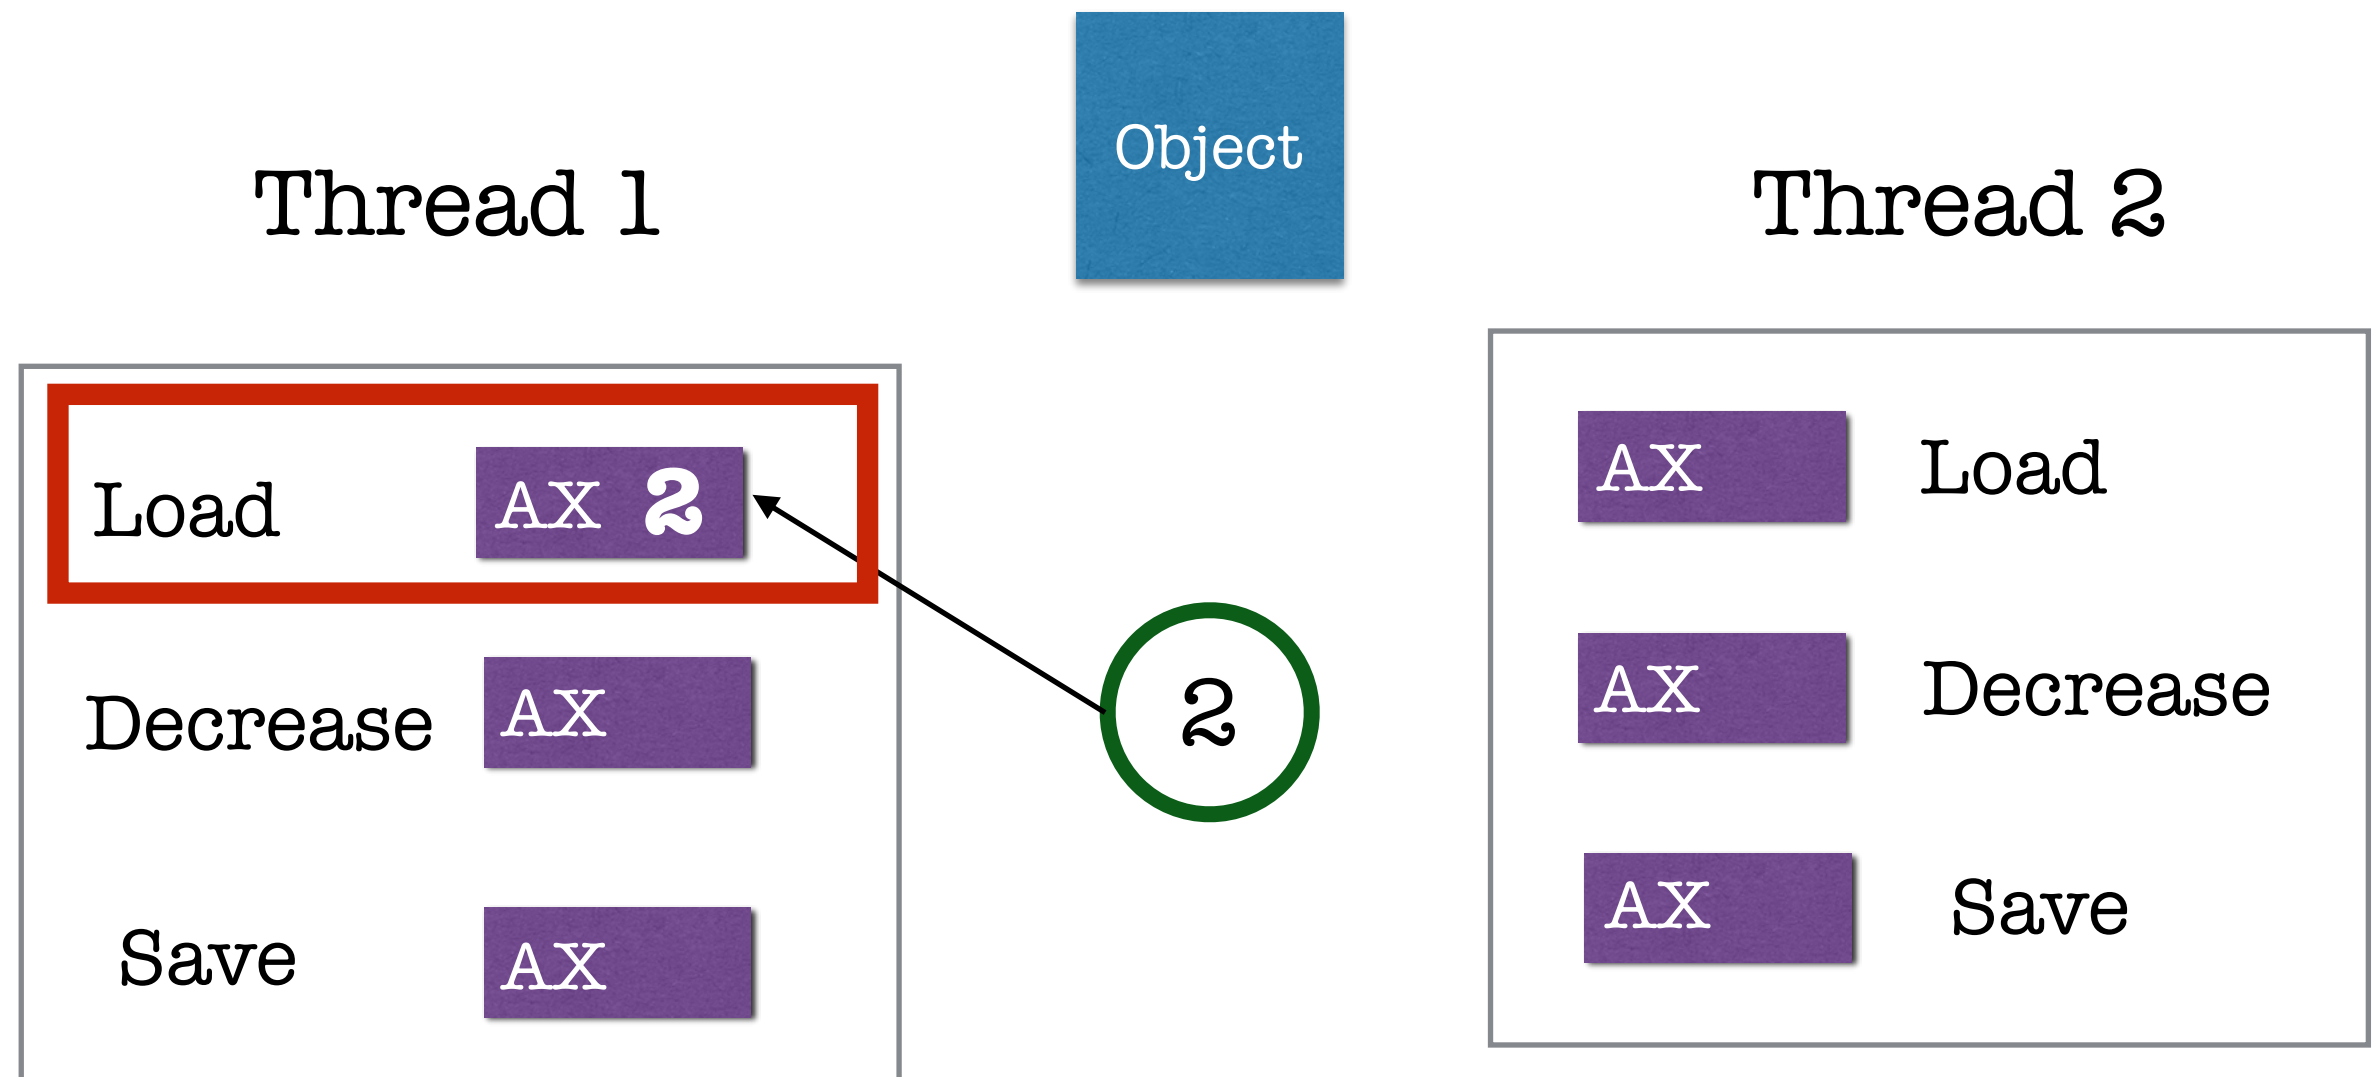 Object
Thread 1
Thread 2
Load AX 2
Decrease AX
Save AX
2
AX Load
AX Decrease
AX Save